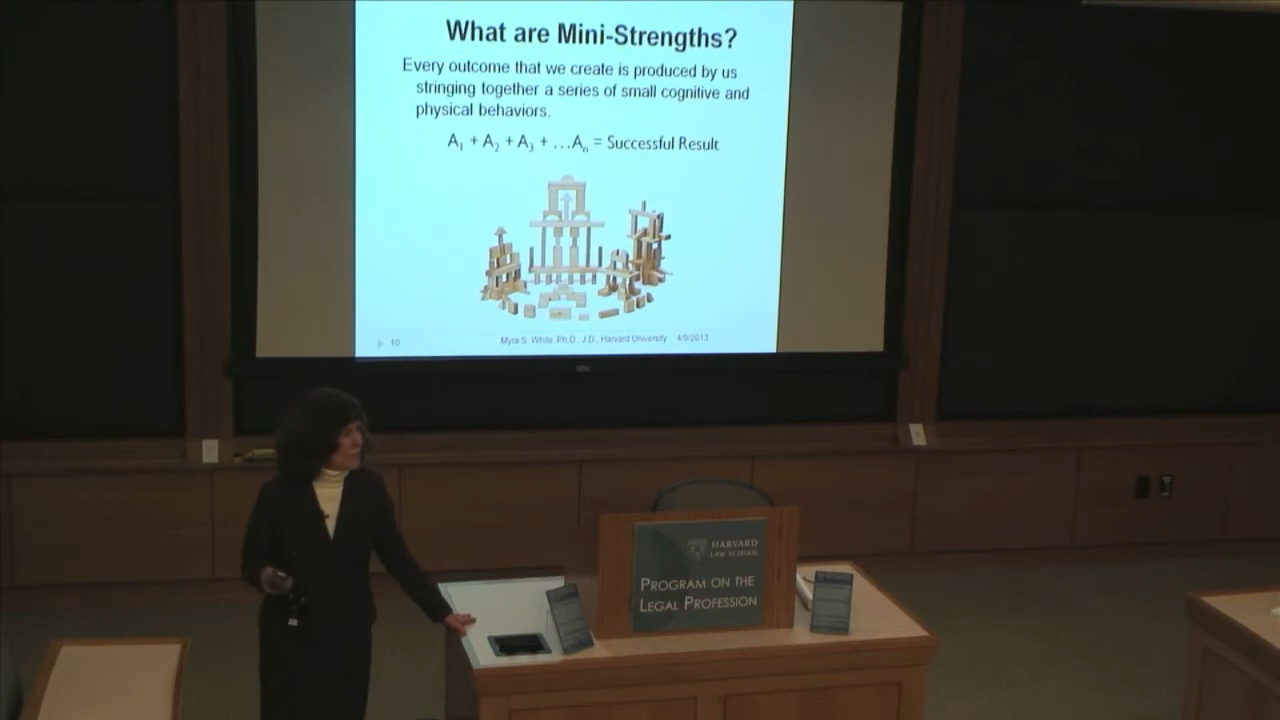 What are Mini-Strengths?
Every outcome that we create is produced by us
stringing together a series of small cognitive and
physical behaviors.
A₁ + A₂ + A₃ + …Aₙ = Successful Result
10
Myra S. White, Ph.D., J.D., Harvard University 4/9/2013
HARVARD
LAW SCHOOL
PROGRAM ON THE
LEGAL PROFESSION